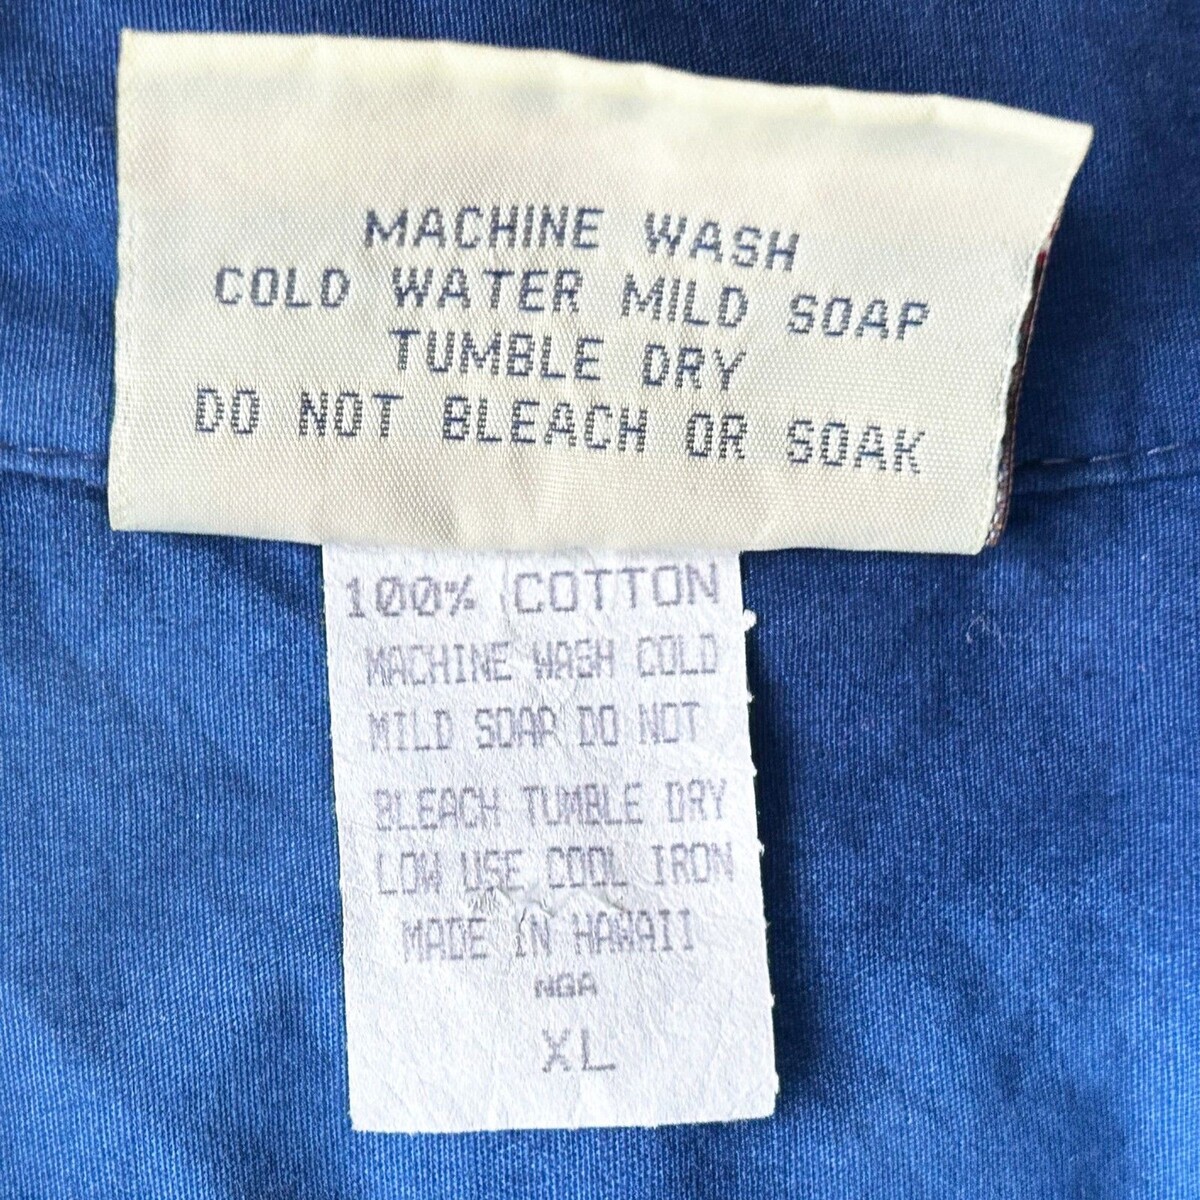 MACHINE WASH
COLD WATER MILD SOAP
TUMBLE DRY
DO NOT BLEACH OR SOAK
100% COTTON
MACHINE WASH COLD
MILD SOAP DO NOT
BLEACH TUMBLE DRY
LOW USE COOL IRON
MADE IN HAWAII
NGA
XL